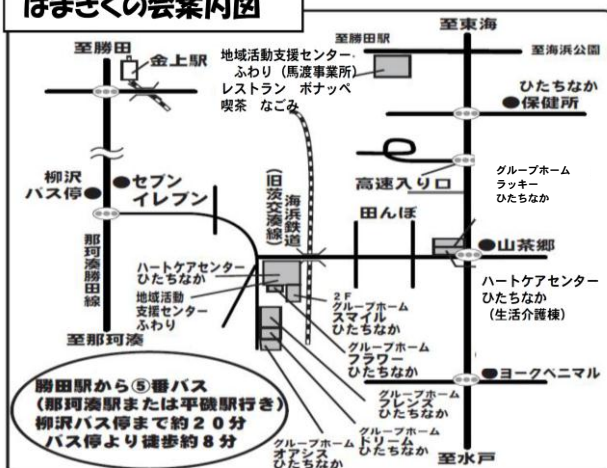 はまぎくの会案内図
至東海
至勝田駅
至海浜公園
至勝田
金上駅
地域活動支援センター
ふわり（馬渡事業所）
レストラン ボナッペ
喫茶 なごみ
ひたちなか
●保健所
高速入り口
グループホーム
ラッキー
ひたちなか
柳沢
バス停●
●セブン
イレブン
(旧茨交湊線)
海浜鉄道
田んぼ
●山茶郷
那珂湊勝田線
ハートケアセンター
ひたちなか
地域活動
支援センター
ふわり
ハートケアセンター
ひたちなか
（生活介護棟）
至那珂湊
２Ｆ
グループホーム
スマイル
ひたちなか
グループホーム
フラワー
ひたちなか
●ヨークベニマル
グループホーム
フレンズ
ひたちなか
グループホーム
ドリーム
ひたちなか
グループホーム
オアシス
ひたちなか
至水戸
勝田駅から⑤番バス
(那珂湊駅または平磯駅行き)
柳沢バス停まで約２０分
バス停より徒歩約８分